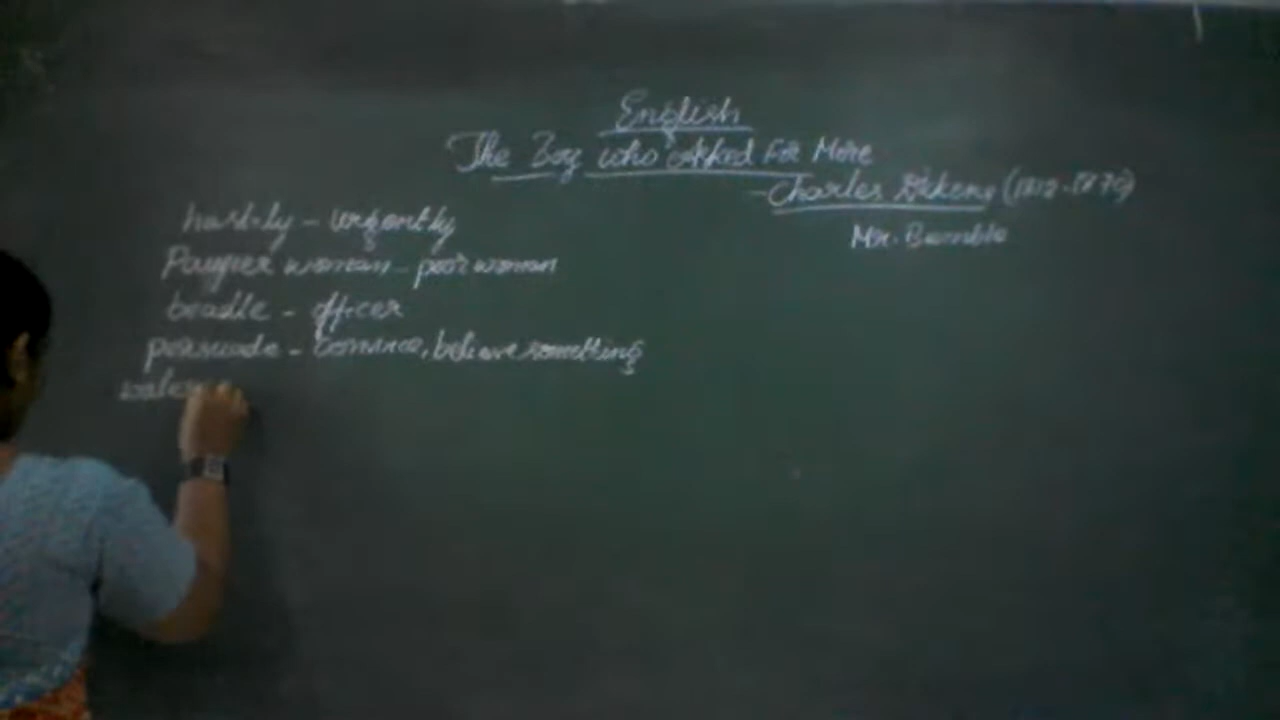 English
The Boy who Asked For More
- Charles Dickens (1812-1870)
Mr. Bumble
hastily - urgently
Pauper woman - poor woman
beadle - officer
persuade - convince, believe something